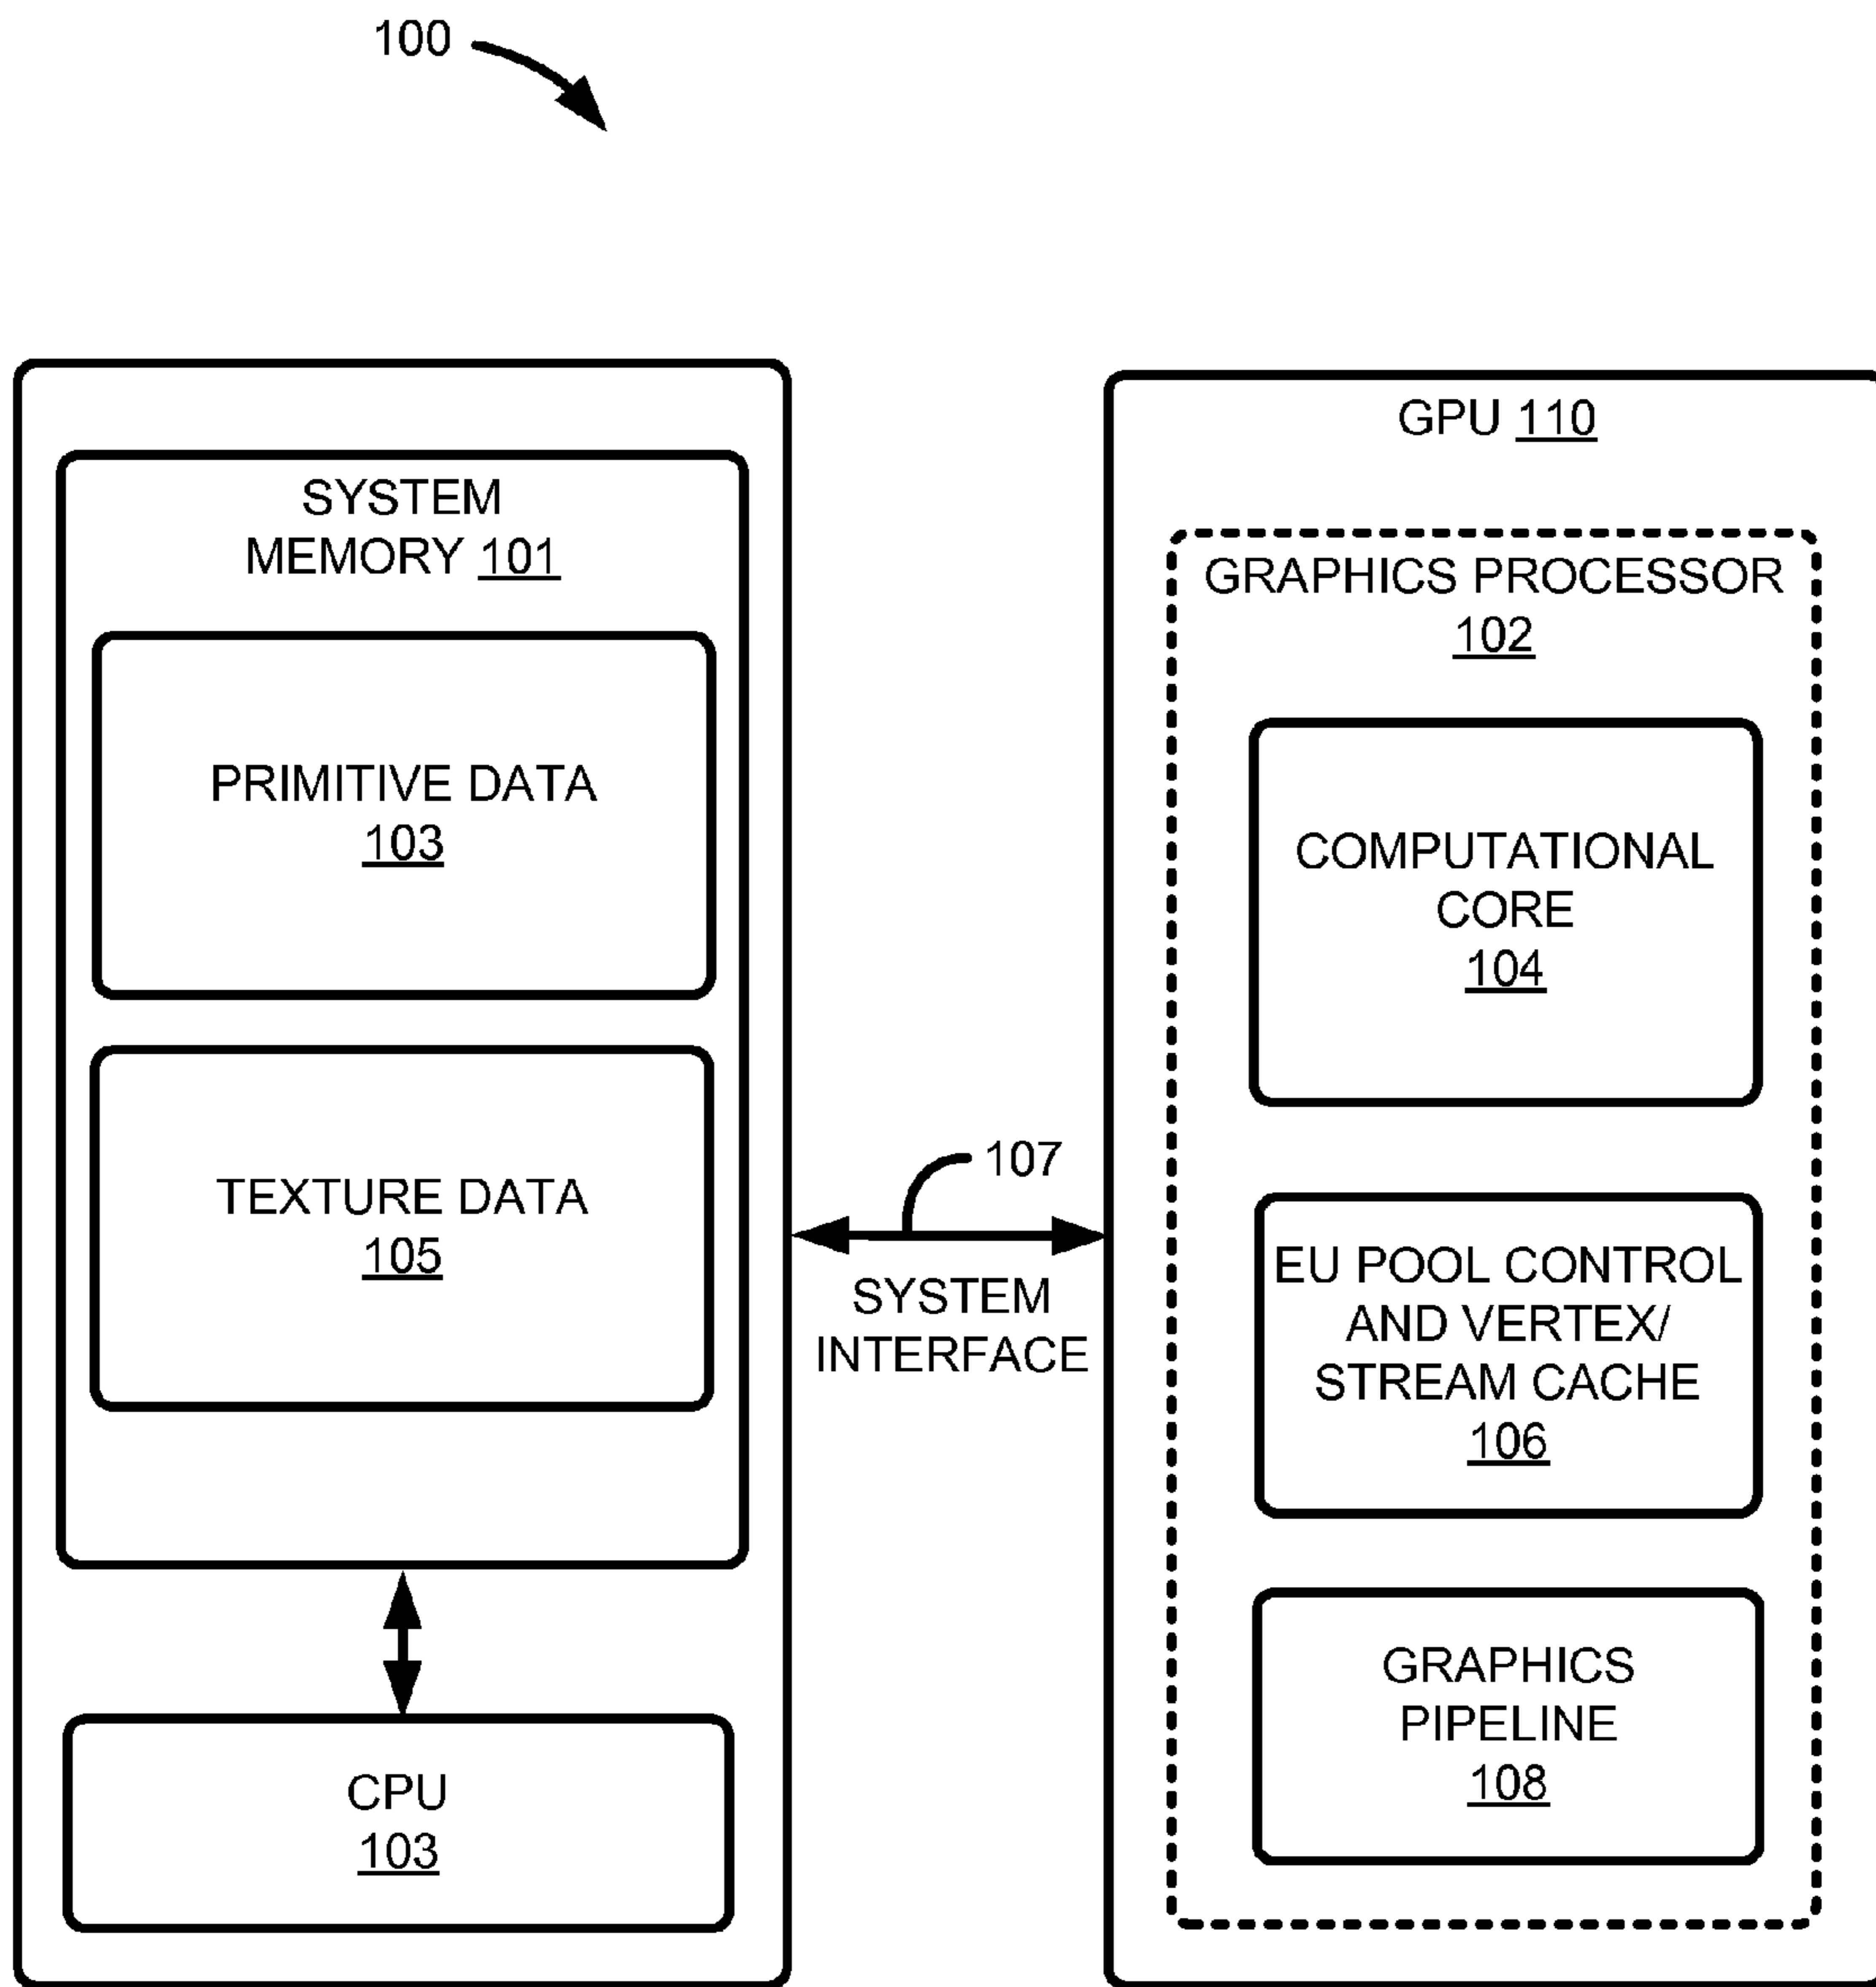 100
SYSTEM
MEMORY 101
PRIMITIVE DATA
103
TEXTURE DATA
105
CPU
103
107
SYSTEM
INTERFACE
GPU 110
GRAPHICS PROCESSOR
102
COMPUTATIONAL
CORE
104
EU POOL CONTROL
AND VERTEX/
STREAM CACHE
106
GRAPHICS
PIPELINE
108